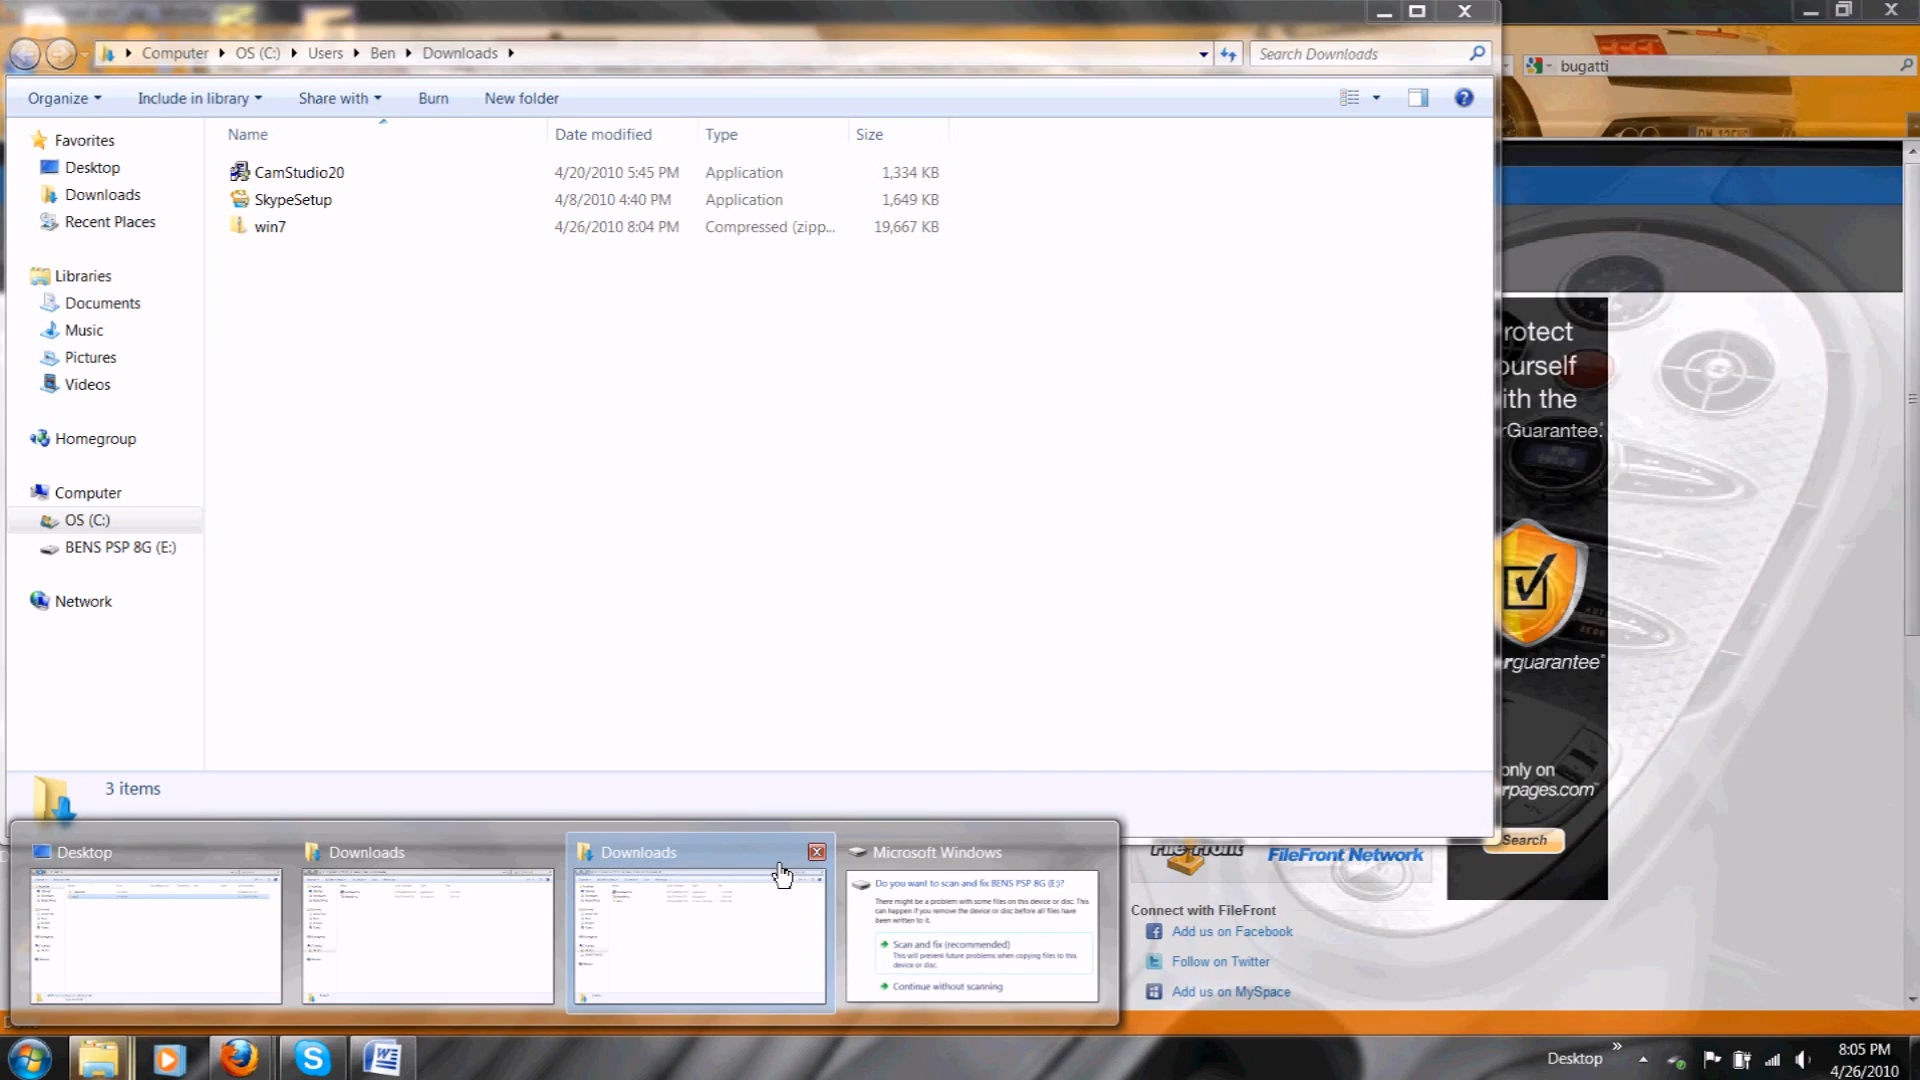 Computer OS (C:) Users Ben Downloads
Search Downloads
bugatti
Organize Include in library Share with Burn New folder
Name Date modified Type Size
CamStudio20 4/20/2010 5:45 PM Application 1,334 KB
SkypeSetup 4/8/2010 4:40 PM Application 1,649 KB
win7 4/26/2010 8:04 PM Compressed (zipp... 19,667 KB
Favorites
Desktop
Downloads
Recent Places
Libraries
Documents
Music
Pictures
Videos
Homegroup
Computer
OS (C:)
BENS PSP 8G (E:)
Network
rotect
ourself
ith the
rGuarantee.
rguarantee
only on
rpages.com
Search
3 items
Desktop
Downloads
Downloads
Microsoft Windows
Do you want to scan and fix BENS PSP 8G (E:)?
There might be a problem with some files on this device or disc. This
can happen if you remove the device or disc before all files have
been written to it.
Scan and fix (recommended)
This will prevent future problems when copying files to this
device or disc.
Continue without scanning
FileFront
FileFront Network
Connect with FileFront
Add us on Facebook
Follow on Twitter
Add us on MySpace
Desktop
8:05 PM
4/26/2010